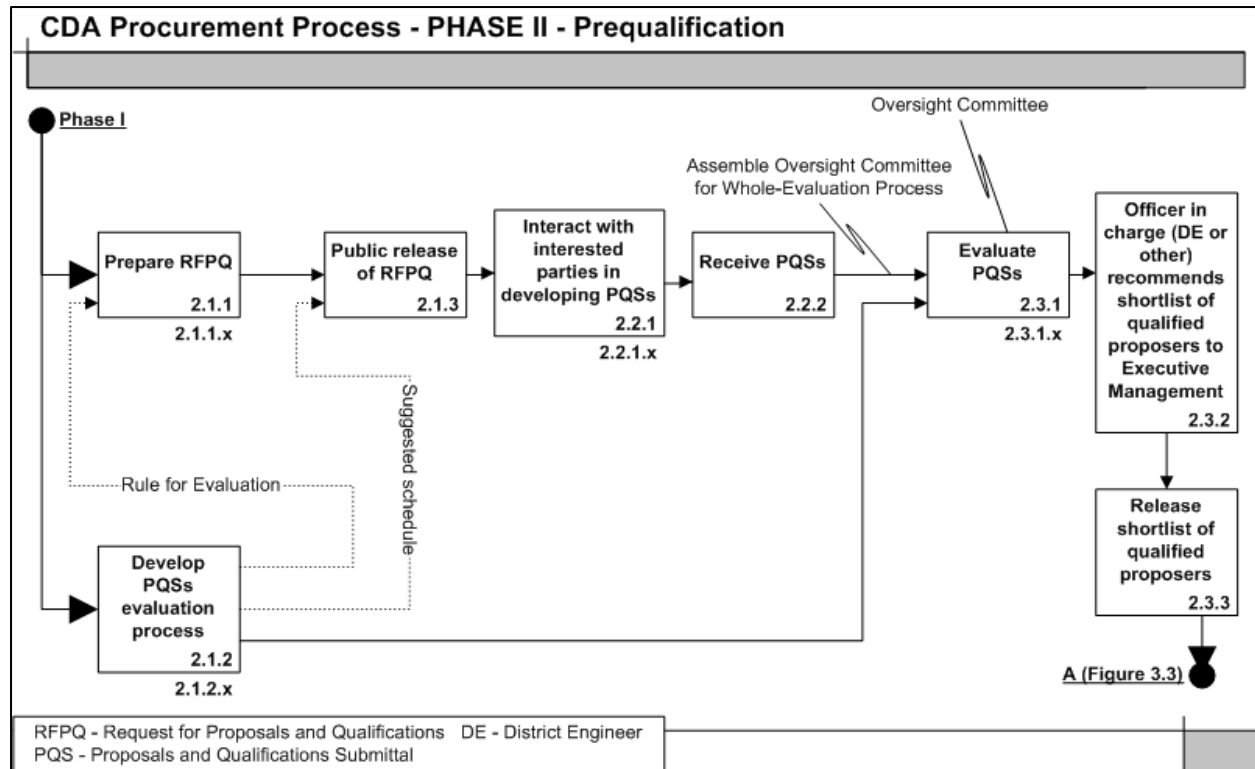 CDA Procurement Process - PHASE II - Prequalification
Phase I
Oversight Committee
Assemble Oversight Committee
for Whole-Evaluation Process
Prepare RFPQ
2.1.1
2.1.1.x
Public release
of RFPQ
2.1.3
Interact with
interested
parties in
developing PQSs
2.2.1
2.2.1.x
Receive PQSs
2.2.2
Evaluate
PQSs
2.3.1
2.3.1.x
Officer in
charge (DE or
other)
recommends
shortlist of
qualified
proposers to
Executive
Management
2.3.2
Suggested schedule
Rule for Evaluation
Develop
PQSs
evaluation
process
2.1.2
2.1.2.x
Release
shortlist of
qualified
proposers
2.3.3
A (Figure 3.3)
RFPQ - Request for Proposals and Qualifications DE - District Engineer
PQS - Proposals and Qualifications Submittal